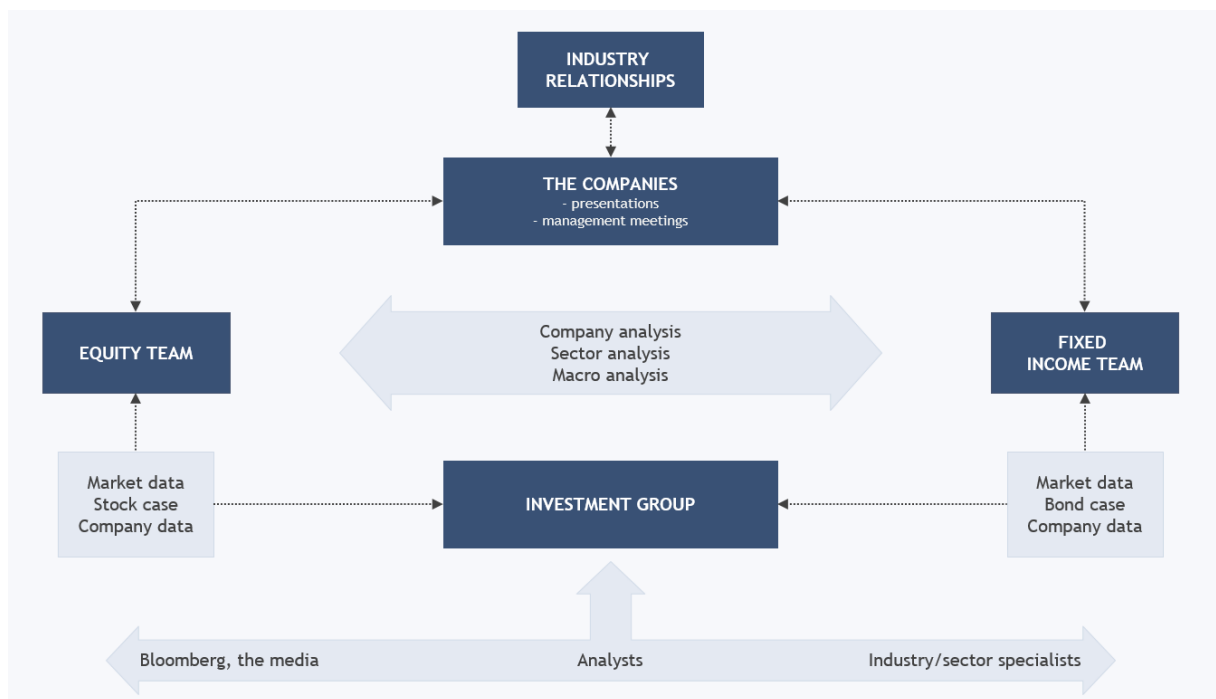 INDUSTRY
RELATIONSHIPS
THE COMPANIES
- presentations
- management meetings
EQUITY TEAM
Company analysis
Sector analysis
Macro analysis
FIXED
INCOME TEAM
Market data
Stock case
Company data
INVESTMENT GROUP
Market data
Bond case
Company data
Bloomberg, the media
Analysts
Industry/sector specialists